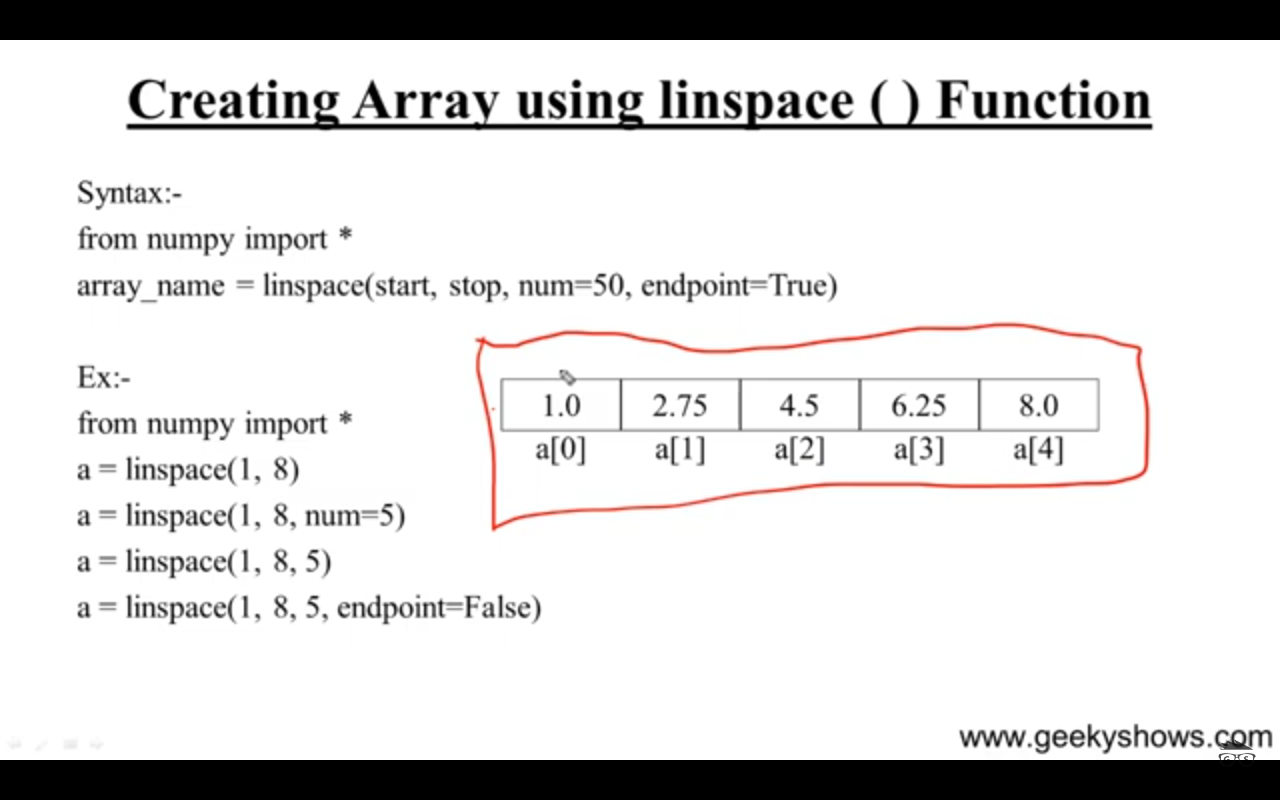 Creating Array using linspace ( ) Function
Syntax:-
from numpy import *
array_name = linspace(start, stop, num=50, endpoint=True)
Ex:-
from numpy import *
a = linspace(1, 8)
a = linspace(1, 8, num=5)
a = linspace(1, 8, 5)
a = linspace(1, 8, 5, endpoint=False)
1.0 2.75 4.5 6.25 8.0
a[0] a[1] a[2] a[3] a[4]
www.geekyshows.com